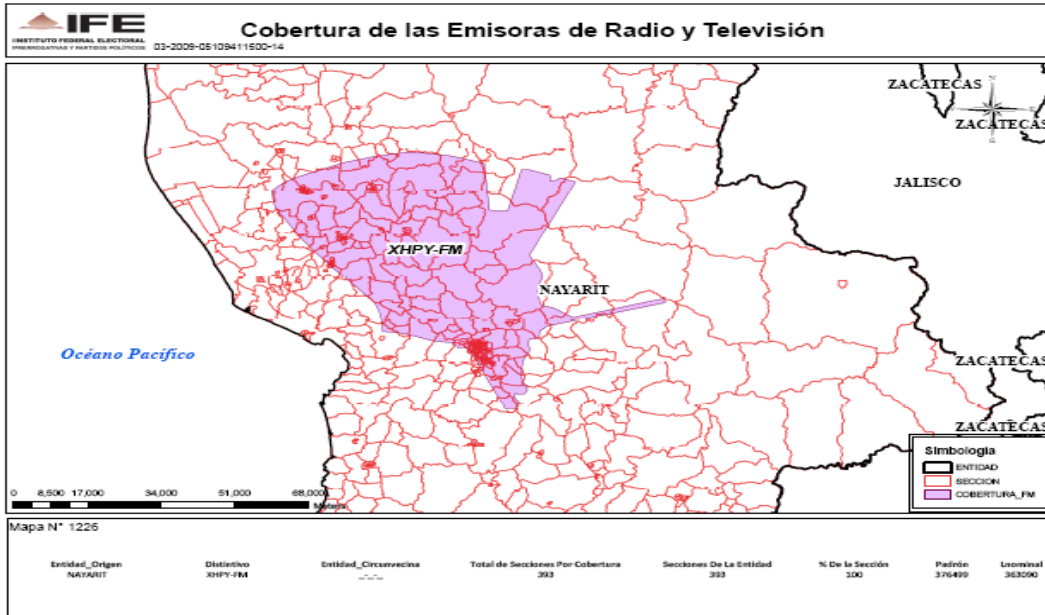 IFE
INSTITUTO FEDERAL ELECTORAL
PRERROGATIVAS Y PARTIDOS POLÍTICOS
03-2009-05109411500-14
Cobertura de las Emisoras de Radio y Televisión
ZACATECAS
ZACATECAS
JALISCO
XHPY-FM
NAYARIT
Océano Pacífico
ZACATECAS
ZACATECAS
Simbologia
ENTIDAD
SECCION
COBERTURA_FM
0 8,500 17,000 34,000 51,000 68,000
Meters
Mapa N° 1226
Entidad_Origen Distintivo Entidad_Circunvecina Total de Secciones Por Cobertura Secciones De La Entidad % De la Sección Padrón Lnominal
NAYARIT XHPY-FM _-_-_ 393 393 100 376499 363090